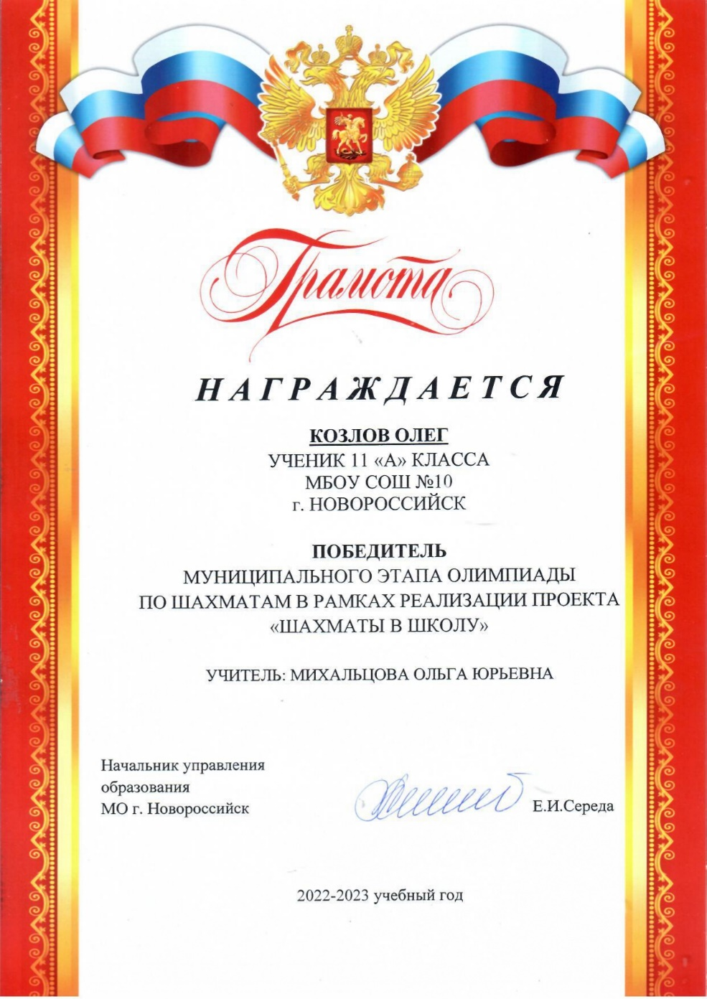 Грамота
НАГРАЖДАЕТСЯ
КОЗЛОВ ОЛЕГ
УЧЕНИК 11 «А» КЛАССА
МБОУ СОШ №10
г. НОВОРОССИЙСК
ПОБЕДИТЕЛЬ
МУНИЦИПАЛЬНОГО ЭТАПА ОЛИМПИАДЫ
ПО ШАХМАТАМ В РАМКАХ РЕАЛИЗАЦИИ ПРОЕКТА
«ШАХМАТЫ В ШКОЛУ»
УЧИТЕЛЬ: МИХАЛЬЦОВА ОЛЬГА ЮРЬЕВНА
Начальник управления
образования
МО г. Новороссийск
Е.И.Середа
2022-2023 учебный год